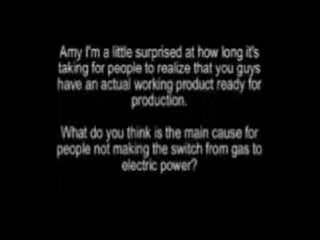 Amy I'm a little surprised at how long it's
taking for people to realize that you guys
have an actual working product ready for
production.
What do you think is the main cause for
people not making the switch from gas to
electric power?